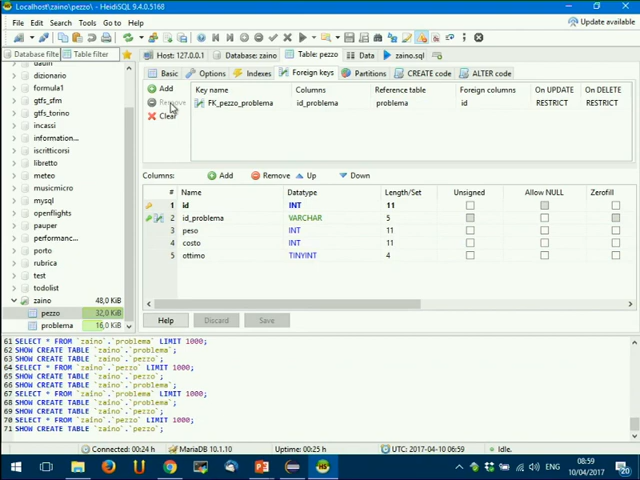 zaino\pezzo\ - HeidiSQL 9.4.0.5168
File Edit Search Tools Go to Help
Update available
Database filter Table filter
Host: 127.0.0.1 Database: zaino Table: pezzo Data zaino.sql
Basic Options Indexes Foreign keys Partitions CREATE code ALTER code
dauin
dizionario
formula1
gtfs_sfm
gtfs_torino
incassi
information...
iscritticorsi
libretto
meteo
musicmicro
mysql
openflights
pauper
performanc...
porto
rubrica
test
todolist
zaino 48,0 KiB
pezzo 32,0 KiB
problema 16,0 KiB
Add
Remove
Clear
Key name Columns Reference table Foreign columns On UPDATE On DELETE
FK_pezzo_problema id_problema problema id RESTRICT RESTRICT
Columns: Add Remove Up Down
# Name Datatype Length/Set Unsigned Allow NULL Zerofill
1 id INT 11
2 id_problema VARCHAR 5
3 peso INT 11
4 costo INT 11
5 ottimo TINYINT 4
Help Discard Save
61 SELECT * FROM `zaino`.`problema` LIMIT 1000;
62 SHOW CREATE TABLE `zaino`.`problema`;
63 SHOW CREATE TABLE `zaino`.`pezzo`;
64 SELECT * FROM `zaino`.`pezzo` LIMIT 1000;
65 SHOW CREATE TABLE `zaino`.`pezzo`;
66 SELECT * FROM `zaino`.`problema` LIMIT 1000;
67 SHOW CREATE TABLE `zaino`.`problema`;
68 SHOW CREATE TABLE `zaino`.`pezzo`;
69 SHOW CREATE TABLE `zaino`.`problema`;
70 SELECT * FROM `zaino`.`pezzo` LIMIT 1000;
71 SHOW CREATE TABLE `zaino`.`pezzo`;
Connected: 00:24 h MariaDB 10.1.10 Uptime: 00:25 h UTC: 2017-04-10 06:59 Idle.
08:59
10/04/2017
20